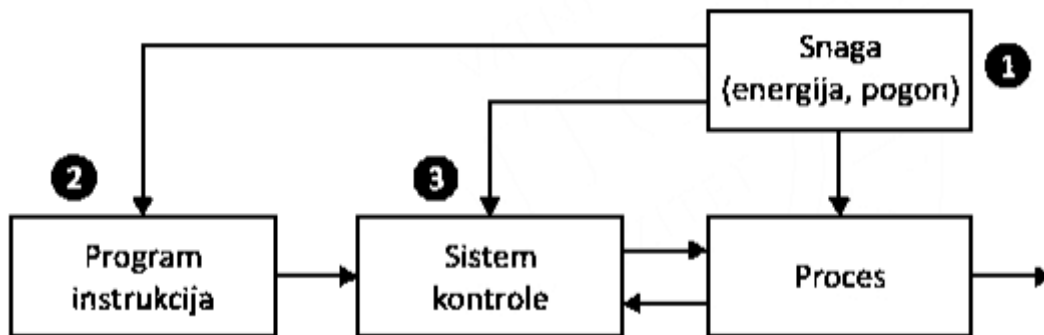 Snaga
(energija, pogon)
1
2
3
Program
instrukcija
Sistem
kontrole
Proces